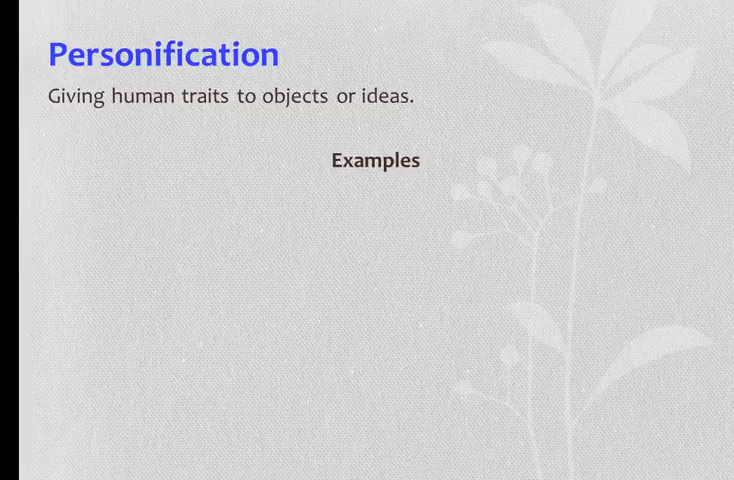 Personification
Giving human traits to objects or ideas.
Examples